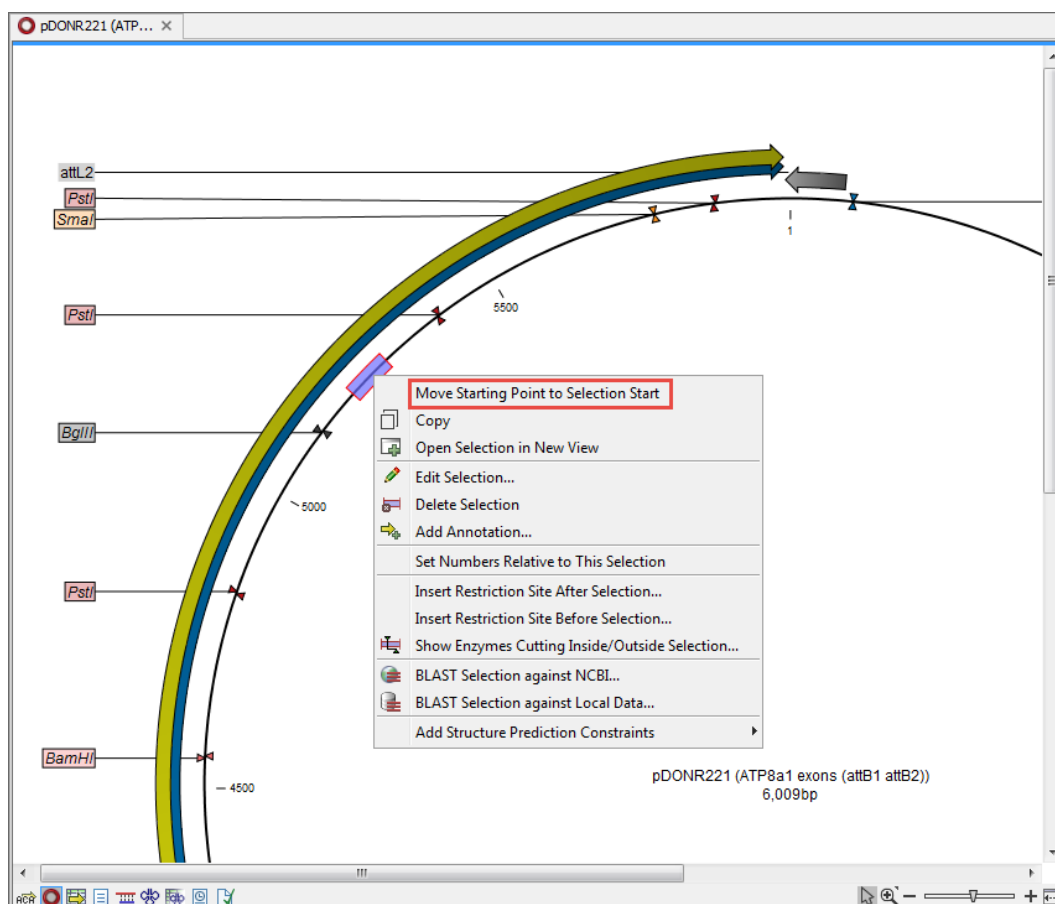 pDONR221 (ATP...
attL2
PstI
SmaI
1
PstI
5500
Move Starting Point to Selection Start
Copy
BglII
Open Selection in New View
Edit Selection...
5000
Delete Selection
Add Annotation...
Set Numbers Relative to This Selection
PstI
Insert Restriction Site After Selection...
Insert Restriction Site Before Selection...
Show Enzymes Cutting Inside/Outside Selection...
BLAST Selection against NCBI...
BLAST Selection against Local Data...
Add Structure Prediction Constraints
BamHI
4500
pDONR221 (ATP8a1 exons (attB1 attB2))
6,009bp